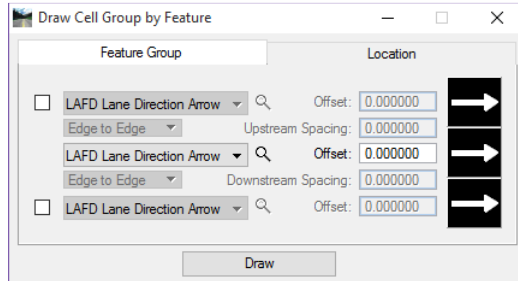 Draw Cell Group by Feature
Feature Group Location
LAFD Lane Direction Arrow Offset: 0.000000
Edge to Edge Upstream Spacing: 0.000000
LAFD Lane Direction Arrow Offset: 0.000000
Edge to Edge Downstream Spacing: 0.000000
LAFD Lane Direction Arrow Offset: 0.000000
Draw